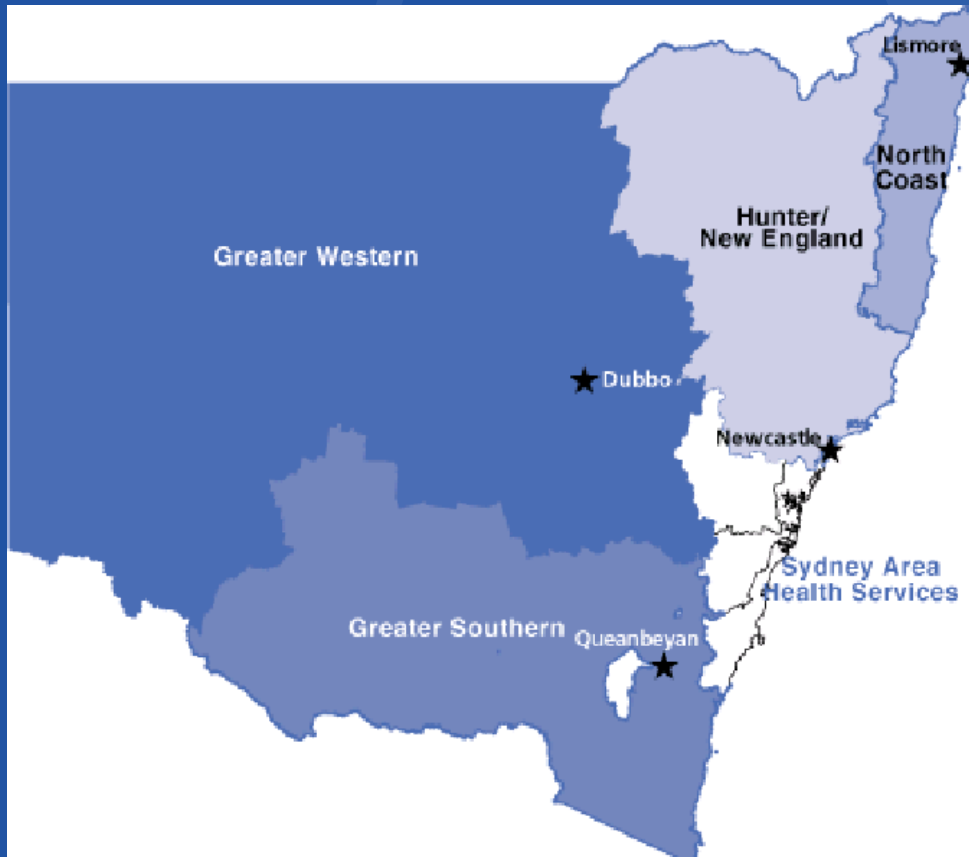 Lismore
North
Coast
Hunter/
New England
Greater Western
Dubbo
Newcastle
Sydney Area
Health Services
Greater Southern
Queanbeyan